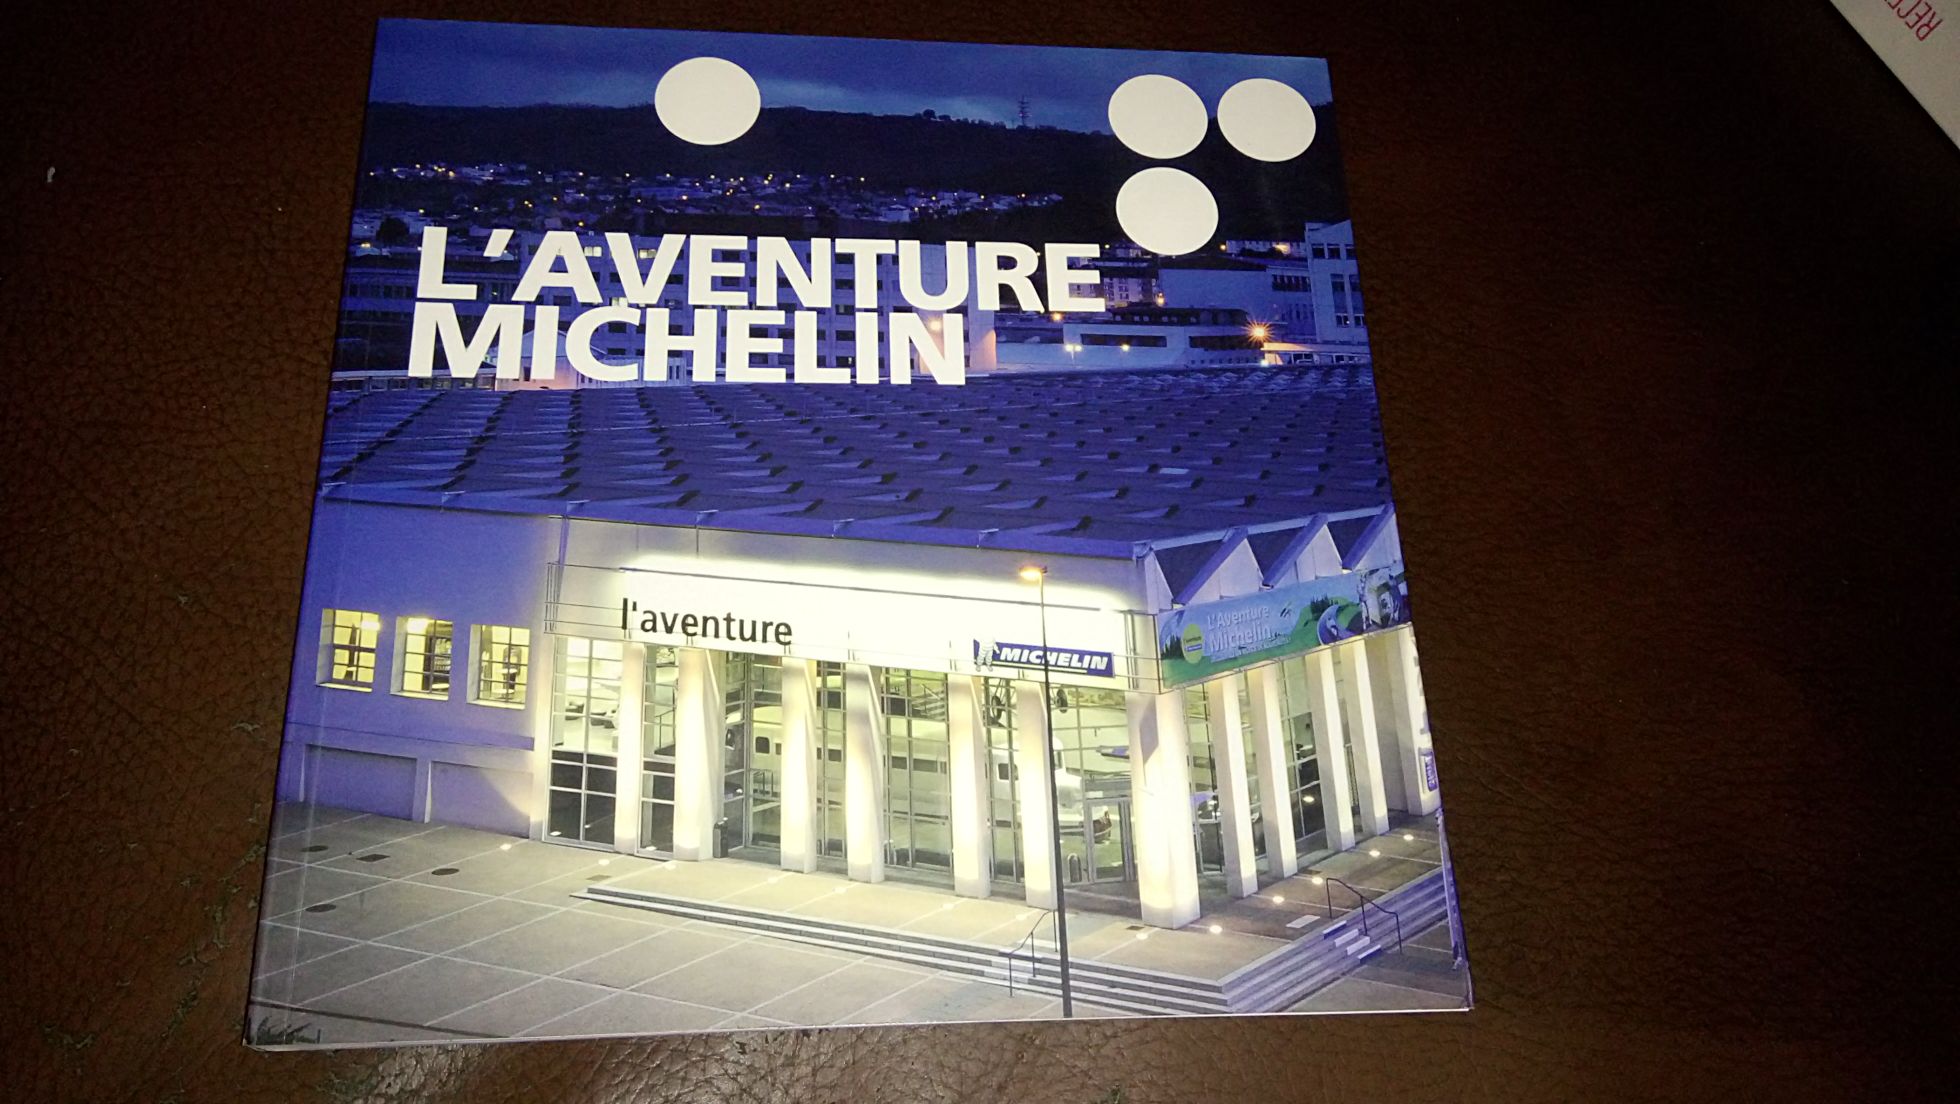 L'AVENTURE
MICHELIN
l'aventure
MICHELIN
L'Aventure
Michelin